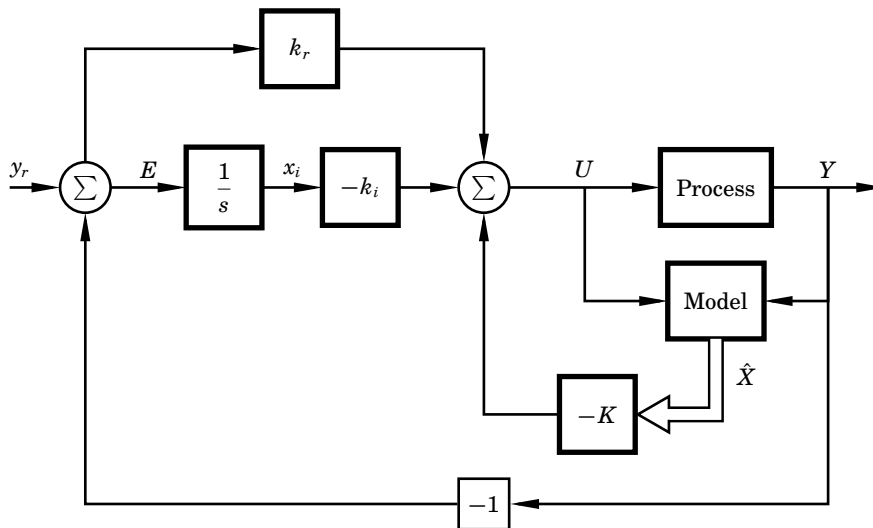 k_r
y_r Σ E 1/s x_i −k_i Σ U Process Y
Model
X̂
−K
−1